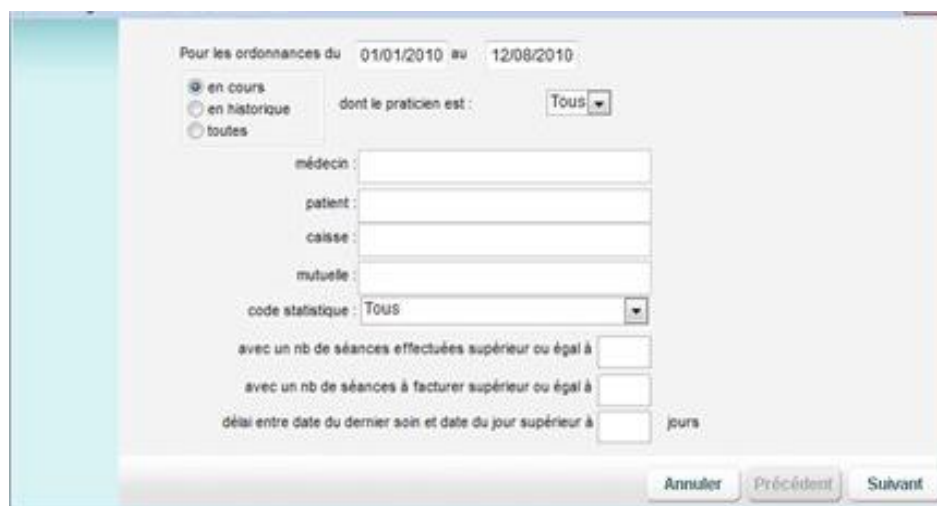 Pour les ordonnances du 01/01/2010 au 12/08/2010
en cours
en historique
toutes
dont le praticien est : Tous
médecin :
patient :
caisse :
mutuelle :
code statistique : Tous
avec un nb de séances effectuées supérieur ou égal à
avec un nb de séances à facturer supérieur ou égal à
délai entre date du dernier soin et date du jour supérieur à jours
Annuler Précédent Suivant